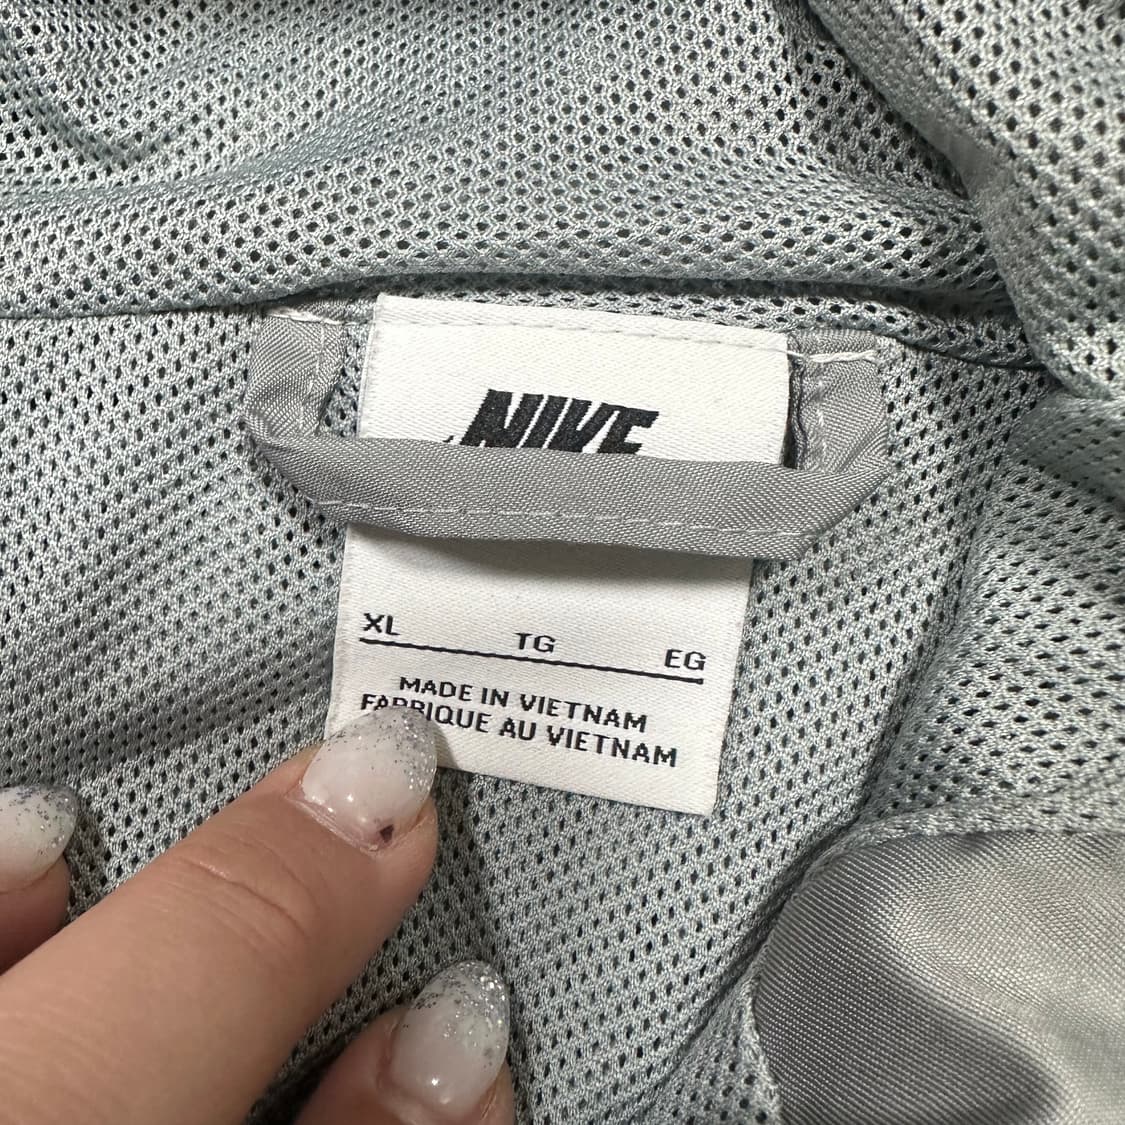 NIKE
XL TG EG
MADE IN VIETNAM
FABRIQUE AU VIETNAM